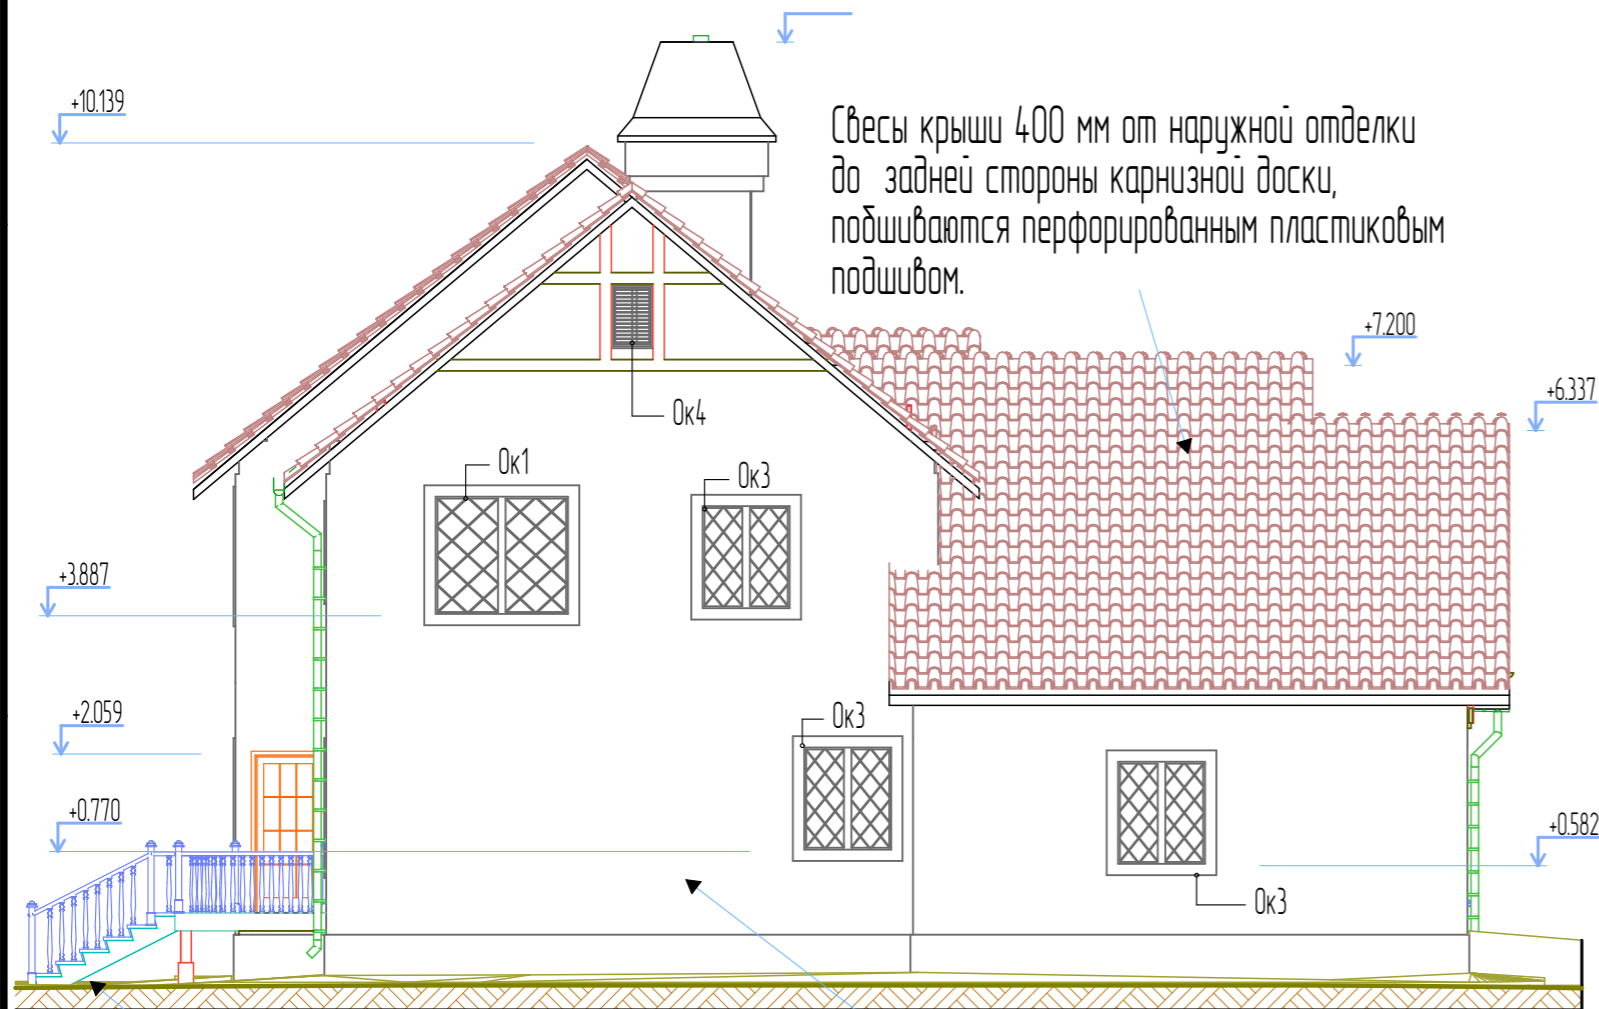 +10.139
Свесы крыши 400 мм от наружной отделки
до задней стороны карнизной доски,
побшиваются перфорированным пластиковым
подшивом.
+7.200
+6.337
Ок4
Ок1
Ок3
+3.887
+2.059
Ок3
+0.770
+0.582
Ок3